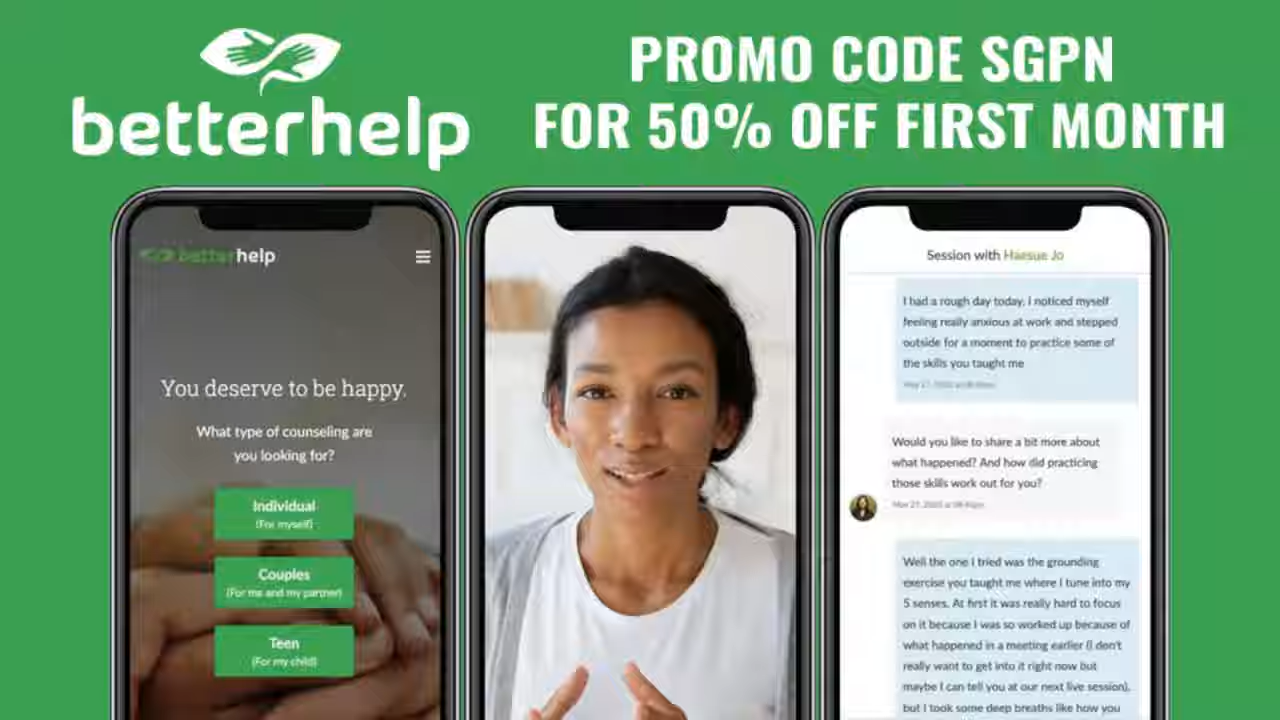 betterhelp
PROMO CODE SGPN
FOR 50% OFF FIRST MONTH
betterhelp
You deserve to be happy.
What type of counseling are
you looking for?
Individual
(For myself)
Couples
(For me and my partner)
Teen
(For my child)
Session with Haesue Jo
I had a rough day today, I noticed myself
feeling really anxious at work and stepped
outside for a moment to practice some of
the skills you taught me
Would you like to share a bit more about
what happened? And how did practicing
those skills work out for you?
Well the one I tried was the grounding
exercise you taught me where I tune into my
5 senses. At first it was really hard to focus
on it because I was so worked up because of
what happened in a meeting earlier (I don't
really want to get into it right now but
maybe I can tell you at our next live session),
but I took some deep breaths like how you